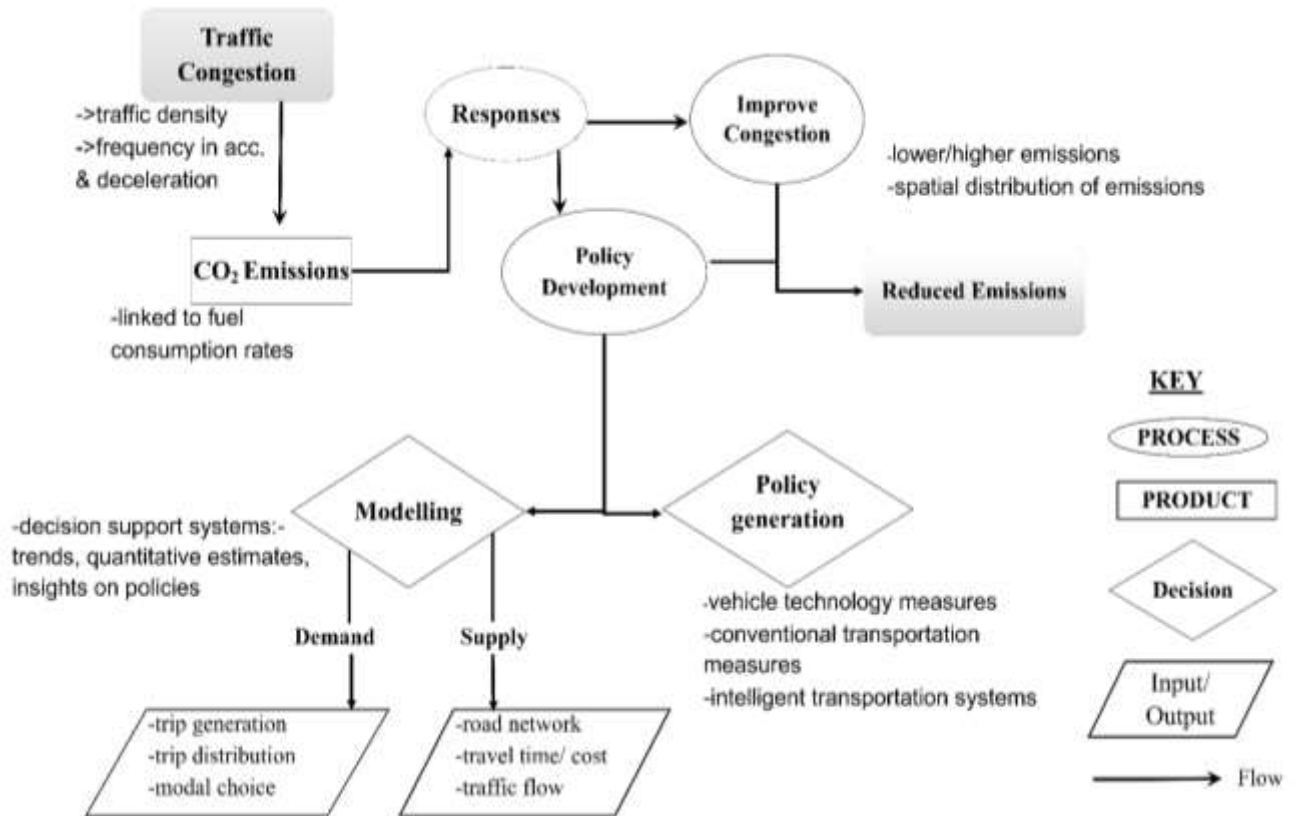 Traffic
Congestion
->traffic density
->frequency in acc.
& deceleration
Responses
Improve
Congestion
-lower/higher emissions
-spatial distribution of emissions
CO₂ Emissions
-linked to fuel
consumption rates
Policy
Development
Reduced Emissions
Modelling
-decision support systems:-
trends, quantitative estimates,
insights on policies
Policy
generation
-vehicle technology measures
-conventional transportation
measures
-intelligent transportation systems
Demand
Supply
-trip generation
-trip distribution
-modal choice
-road network
-travel time/ cost
-traffic flow
KEY
PROCESS
PRODUCT
Decision
Input/
Output
Flow